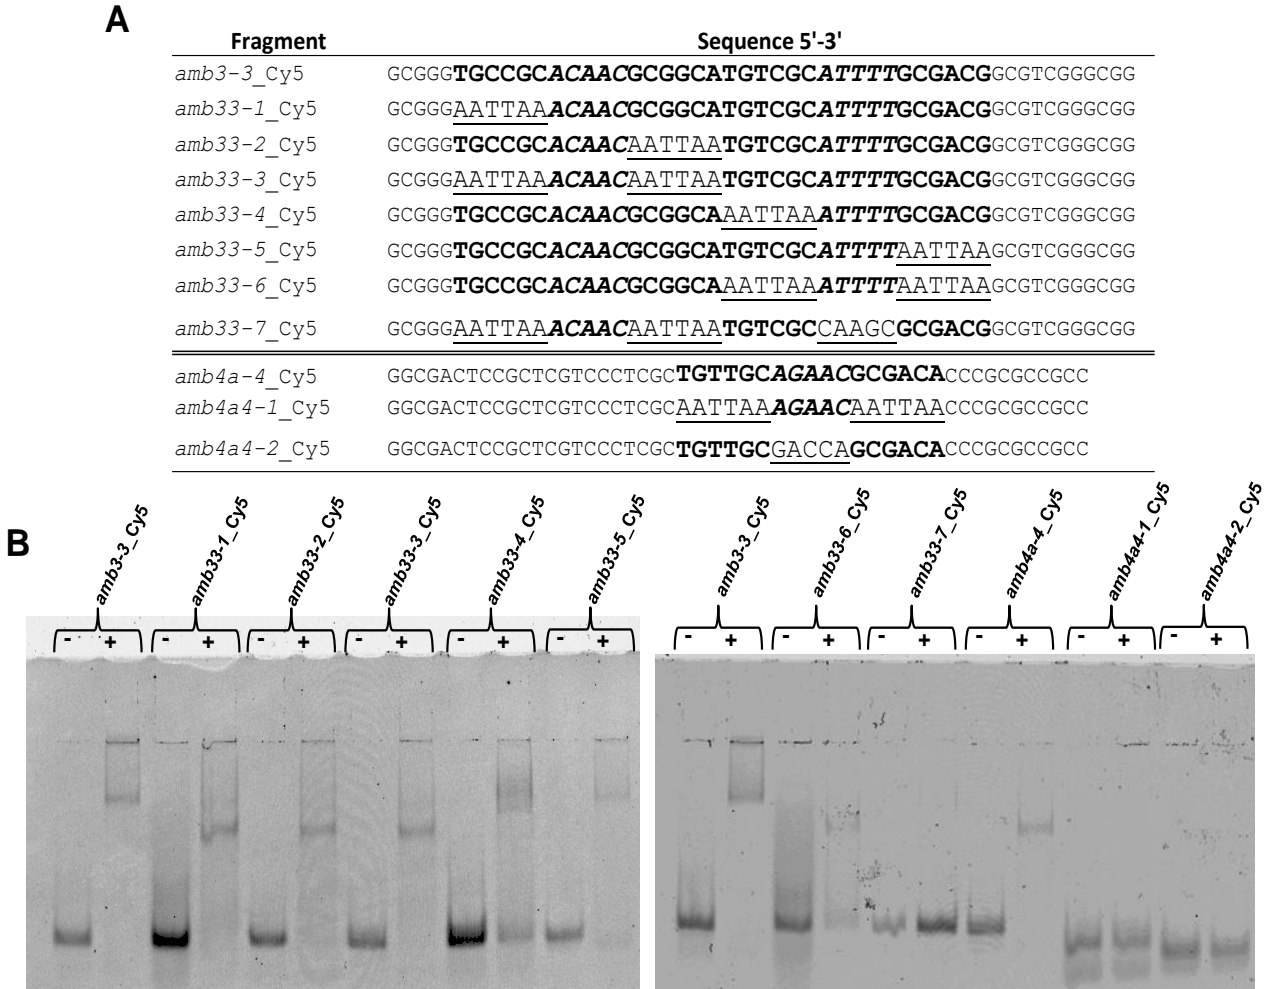 A
Fragment Sequence 5'-3'
amb3-3_Cy5 GCGGGTGCCGCACAACGCGGCATGTCGCATTTTGCGACGGCGTCGGGCGG
amb33-1_Cy5 GCGGGAATTAAACAACGCGGCATGTCGCATTTTGCGACGGCGTCGGGCGG
amb33-2_Cy5 GCGGGTGCCGCACAACAATTAATGTCGCATTTTGCGACGGCGTCGGGCGG
amb33-3_Cy5 GCGGGAATTAAACAACAATTAATGTCGCATTTTGCGACGGCGTCGGGCGG
amb33-4_Cy5 GCGGGTGCCGCACAACGCGGCAAATTAAATTTTGCGACGGCGTCGGGCGG
amb33-5_Cy5 GCGGGTGCCGCACAACGCGGCATGTCGCATTTTAATTAAGCGTCGGGCGG
amb33-6_Cy5 GCGGGTGCCGCACAACGCGGCAAATTAAATTTTAATTAAGCGTCGGGCGG
amb33-7_Cy5 GCGGGAATTAAACAACAATTAATGTCGCCAAGCGCGACGGCGTCGGGCGG
amb4a-4_Cy5 GGCGACTCCGCTCGTCCCTCGCTGTTGCAGAACGCGACACCCGCGCCGCC
amb4a4-1_Cy5 GGCGACTCCGCTCGTCCCTCGCAATTAAAGAACAATTAACCCGCGCCGCC
amb4a4-2_Cy5 GGCGACTCCGCTCGTCCCTCGCTGTTGCGACCAGCGACACCCGCGCCGCC
B
amb3-3_Cy5 amb33-1_Cy5 amb33-2_Cy5 amb33-3_Cy5 amb33-4_Cy5 amb33-5_Cy5 amb3-3_Cy5 amb33-6_Cy5 amb33-7_Cy5 amb4a-4_Cy5 amb4a4-1_Cy5 amb4a4-2_Cy5
- + - + - + - + - + - + - + - + - + - + - + - +